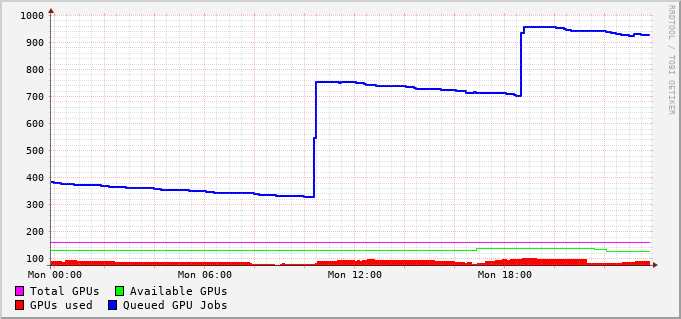 1000
900
800
700
600
500
400
300
200
100
Mon 00:00 Mon 06:00 Mon 12:00 Mon 18:00
Total GPUs Available GPUs
GPUs used Queued GPU Jobs
RRDTOOL / TOBI OETIKER